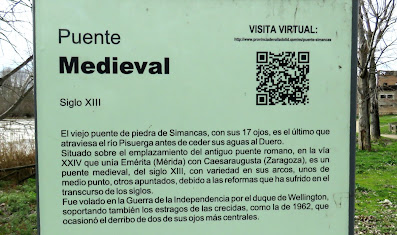 Puente
Medieval
Siglo XIII
VISITA VIRTUAL:
El viejo puente de piedra de Simancas, con sus 17 ojos, es el último que
atraviesa el río Pisuerga antes de ceder sus aguas al Duero.
Situado sobre el emplazamiento del antiguo puente romano, en la vía
XXIV que unía Emérita (Mérida) con Caesaraugusta (Zaragoza), es un
puente medieval, del siglo XIII, con variedad en sus arcos, unos de
medio punto, otros apuntados, debido a las reformas que ha sufrido en el
transcurso de los siglos.
Fue volado en la Guerra de la Independencia por el duque de Wellington,
soportando también los estragos de las crecidas, como la de 1962, que
ocasionó el derribo de dos de sus ojos más centrales.